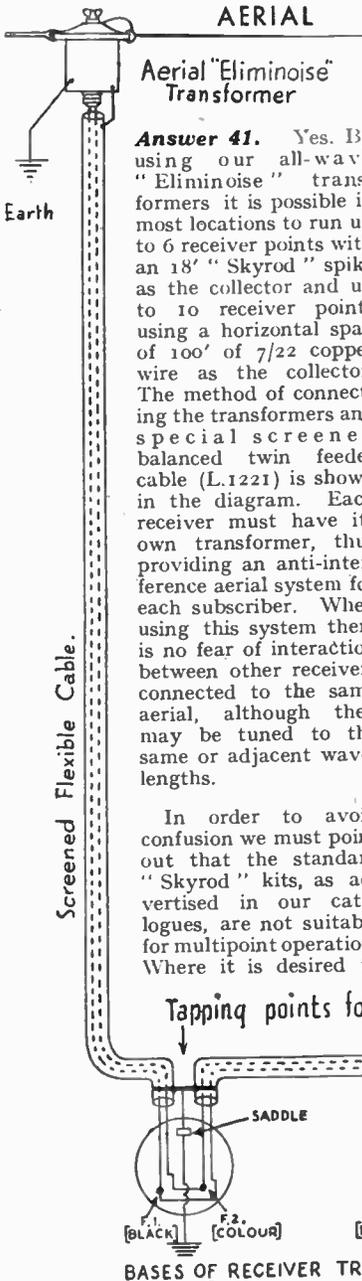 AERIAL
Aerial "Eliminoise"
Transformer
Earth
Answer 41. Yes. B
using our all-wav
"Eliminoise" trans
formers it is possible i
most locations to run u
to 6 receiver points wit
an 18' "Skyrod" spik
as the collector and u
to 10 receiver point
using a horizontal spa
of 100' of 7/22 coppe
wire as the collector
The method of connect
ing the transformers an
special screene
balanced twin feede
cable (L.1221) is show
in the diagram. Eac
receiver must have it
own transformer, thu
providing an anti-inter
ference aerial system fo
each subscriber. Whe
using this system ther
is no fear of interactio
between other receiver
connected to the sam
aerial, although the
may be tuned to th
same or adjacent wav
lengths.
In order to avoi
confusion we must poin
out that the standar
"Skyrod" kits, as ad
vertised in our cat
logues, are not suitab
for multipoint operatio
Where it is desired
Screened Flexible Cable.
Tapping points fo
SADDLE
F.1. F.2.
[BLACK] [COLOUR]
BASES OF RECEIVER TR